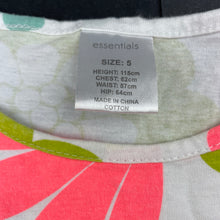 essentials
SIZE: 5
HEIGHT: 115cm
CHEST: 62cm
WAIST: 57cm
HIP: 64cm
MADE IN CHINA
COTTON